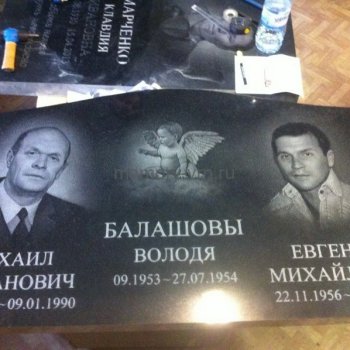 МАРЧЕНКО
КЛАВДИЯ
БАЛАШОВЫ
ВОЛОДЯ
09.1953 ~ 27.07.1954
ХАИЛ
АНОВИЧ
~ 09.01.1990
ЕВГЕН
МИХАЙЛ
22.11.1956 ~